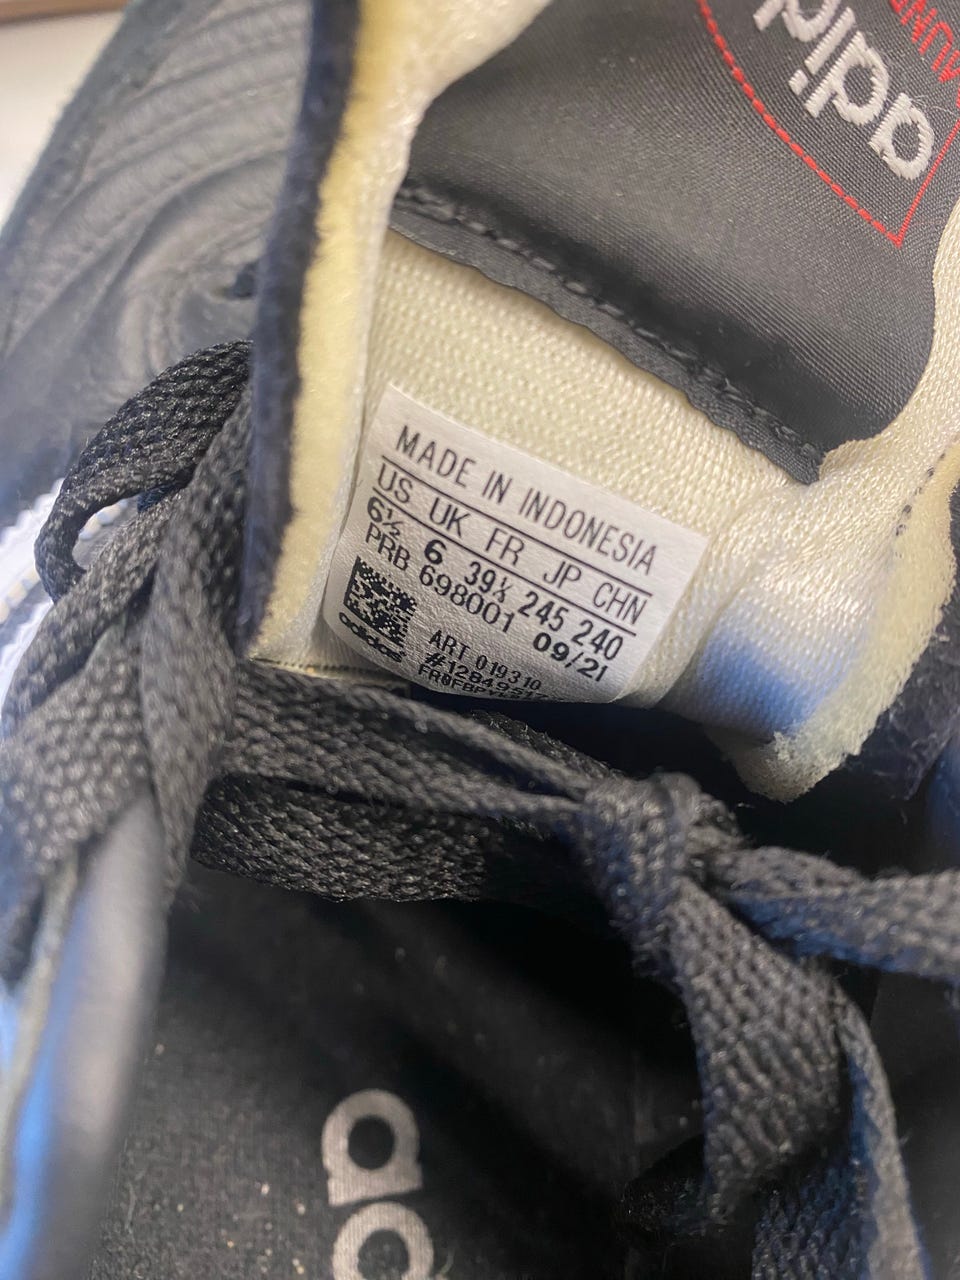 adidas
MADE IN INDONESIA
US UK FR JP CHN
6½ 6 39⅓ 245 240
PRB 698001 09/21
adidas
ART 019310